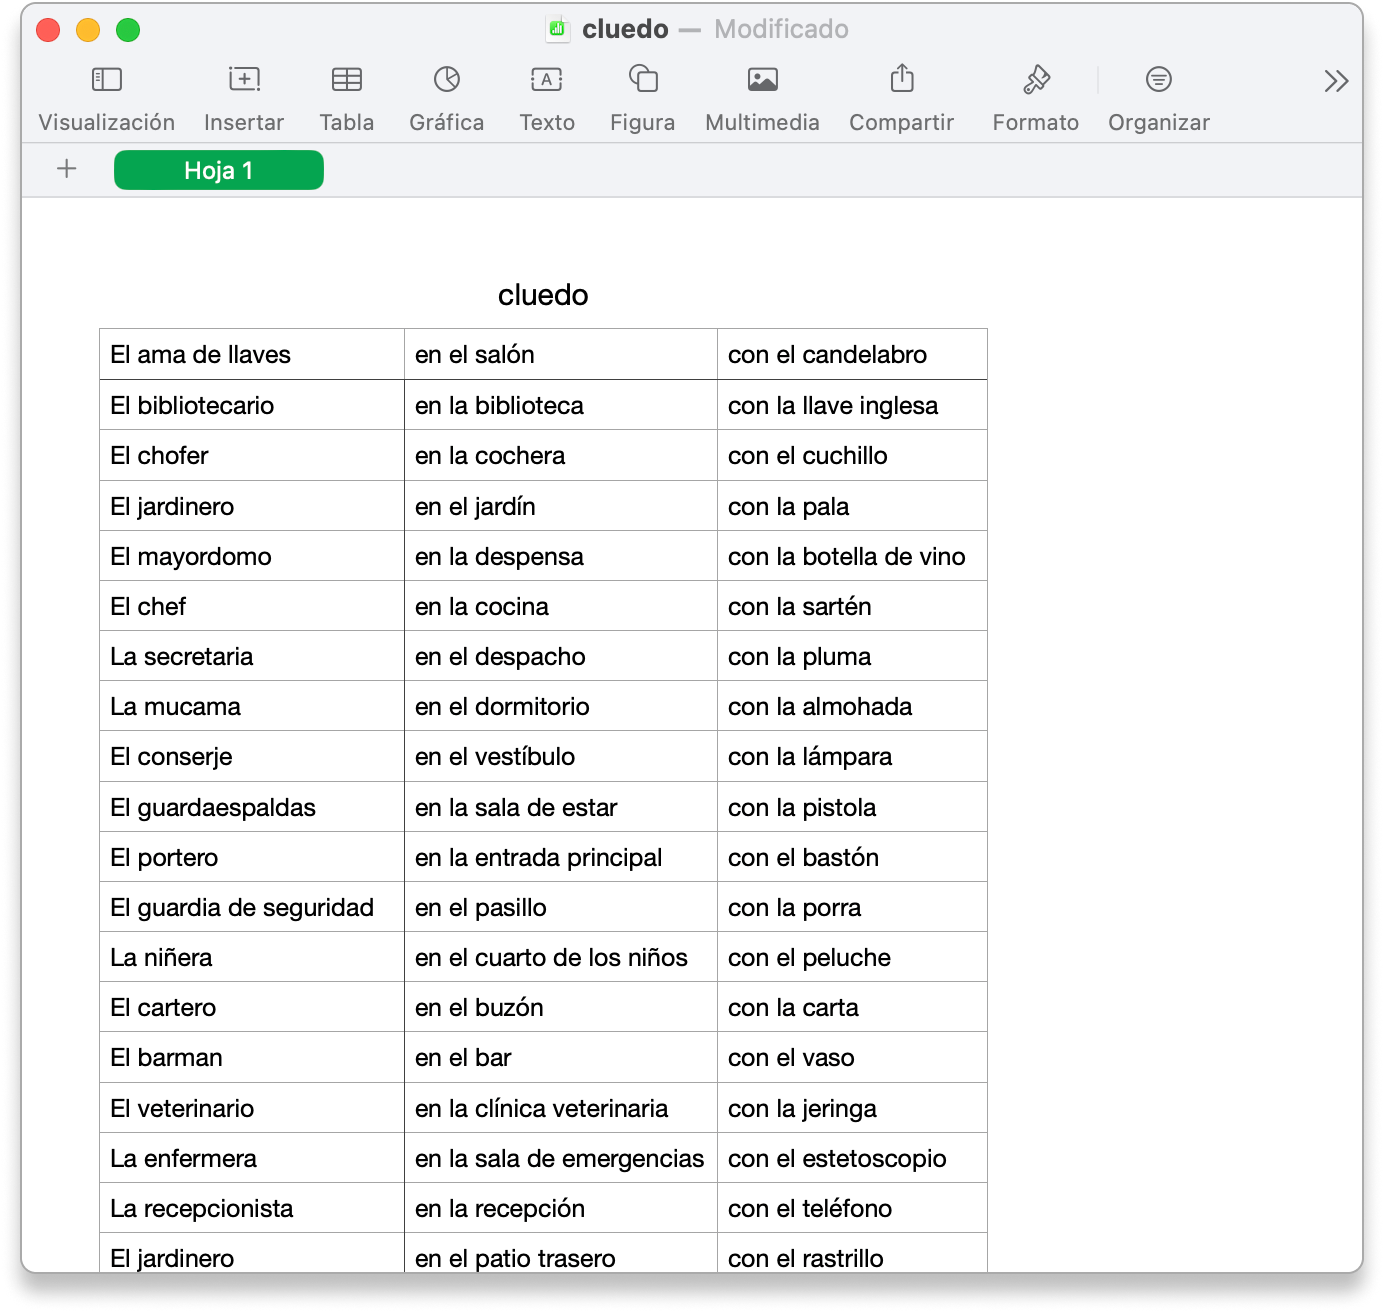 cluedo — Modificado
Visualización Insertar Tabla Gráfica Texto Figura Multimedia Compartir Formato Organizar
Hoja 1
cluedo
El ama de llaves en el salón con el candelabro
El bibliotecario en la biblioteca con la llave inglesa
El chofer en la cochera con el cuchillo
El jardinero en el jardín con la pala
El mayordomo en la despensa con la botella de vino
El chef en la cocina con la sartén
La secretaria en el despacho con la pluma
La mucama en el dormitorio con la almohada
El conserje en el vestíbulo con la lámpara
El guardaespaldas en la sala de estar con la pistola
El portero en la entrada principal con el bastón
El guardia de seguridad en el pasillo con la porra
La niñera en el cuarto de los niños con el peluche
El cartero en el buzón con la carta
El barman en el bar con el vaso
El veterinario en la clínica veterinaria con la jeringa
La enfermera en la sala de emergencias con el estetoscopio
La recepcionista en la recepción con el teléfono
El jardinero en el patio trasero con el rastrillo